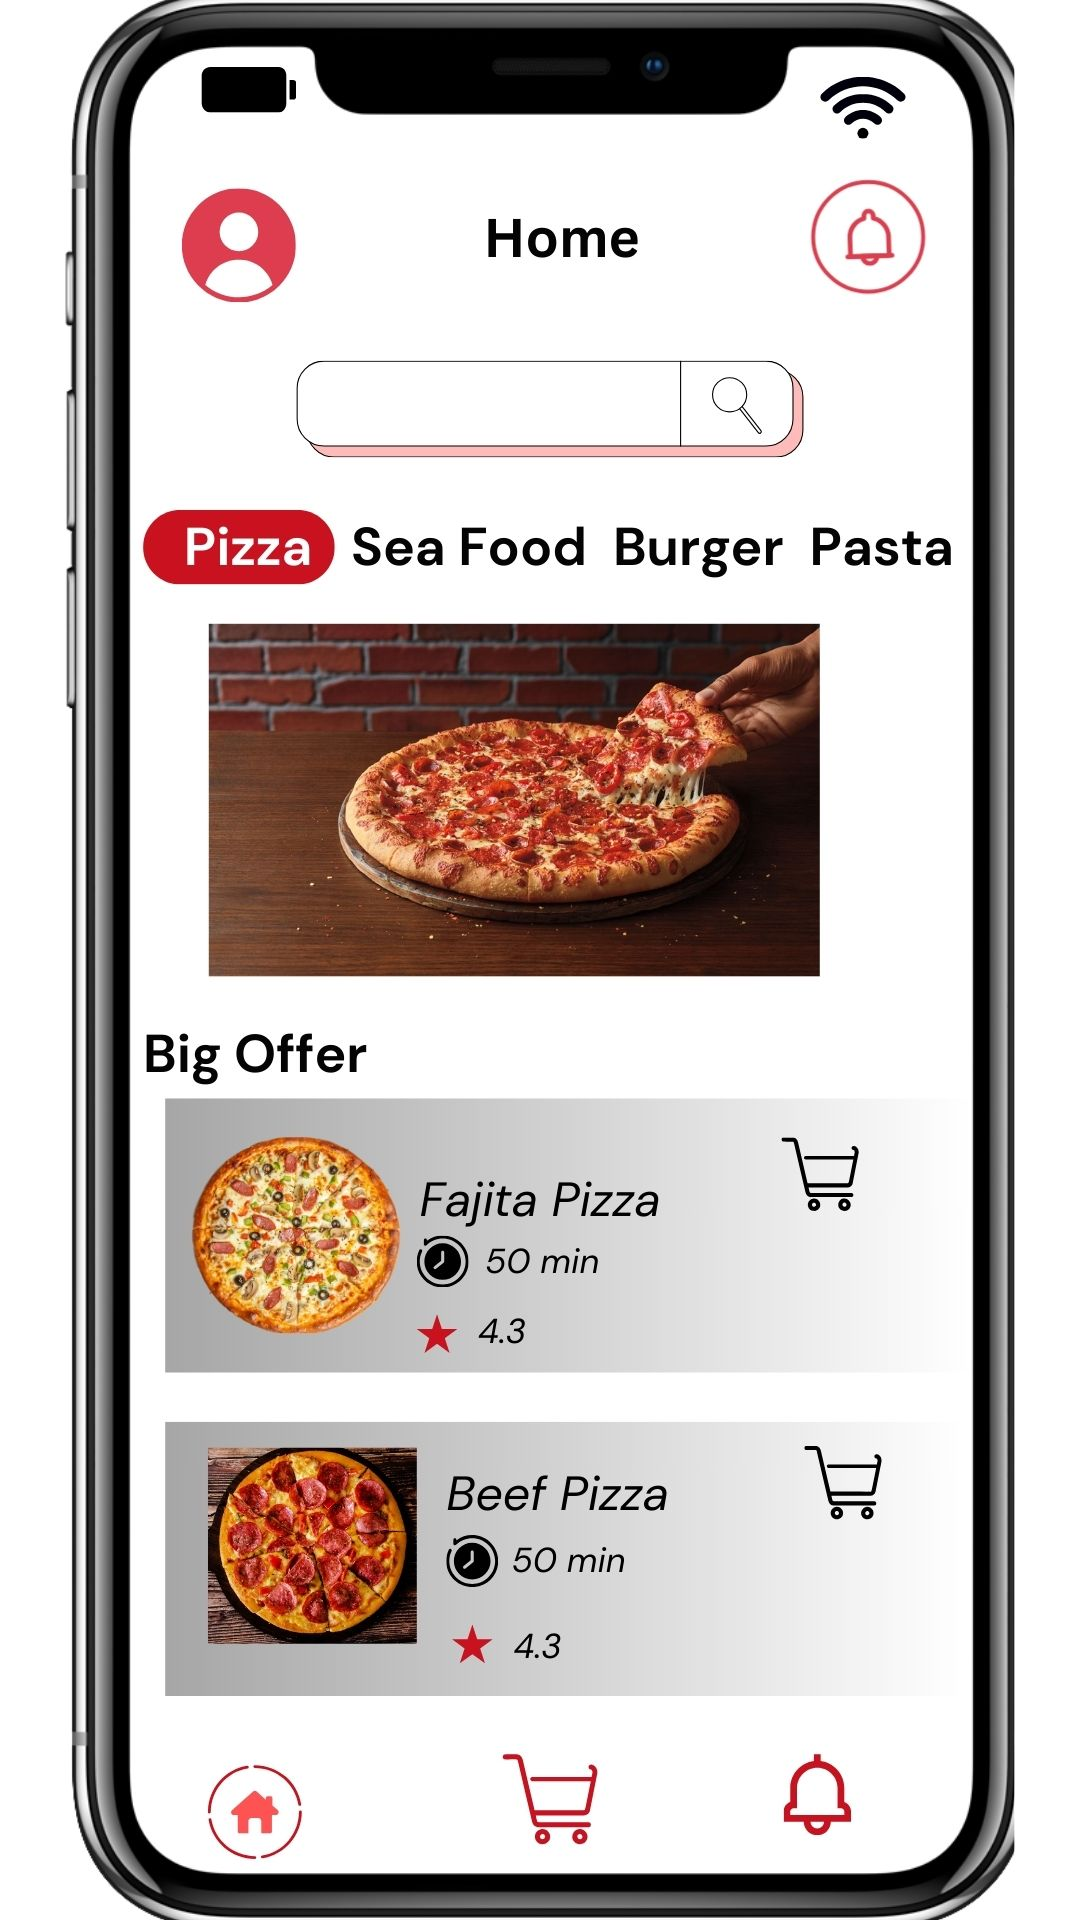 Home
Pizza Sea Food Burger Pasta
Big Offer
Fajita Pizza
50 min
4.3
Beef Pizza
50 min
4.3